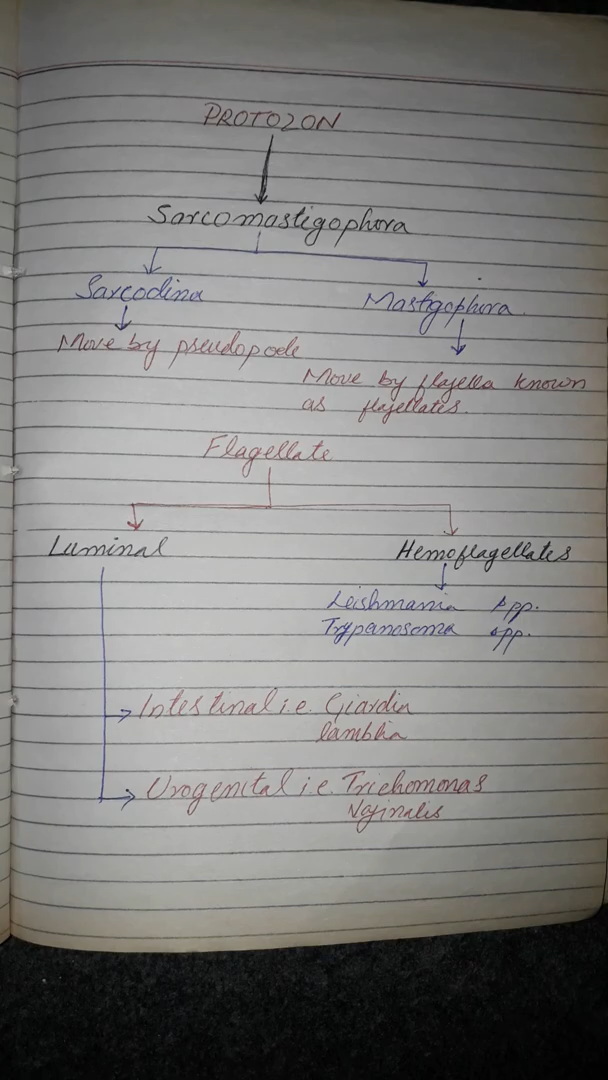 PROTOZON
Sarcomastigophora
Sarcodina
Mastigophora.
Move by pseudopode
Move by flagella known
as flagellates.
Flagellate
Luminal
Hemoflagellates
Leishmania spp.
Trypanosoma spp.
Intestinal i.e. Giardia
lamblia
Urogenital i.e. Trichomonas
Vaginalis